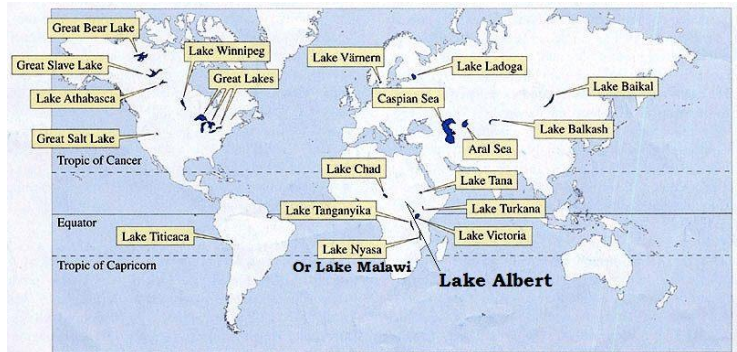 Great Bear Lake
Lake Winnipeg
Great Slave Lake
Great Lakes
Lake Athabasca
Great Salt Lake
Tropic of Cancer
Lake Värnern
Lake Ladoga
Caspian Sea
Lake Baikal
Lake Balkash
Aral Sea
Lake Chad
Lake Tana
Lake Tanganyika
Lake Turkana
Equator
Lake Titicaca
Lake Victoria
Lake Nyasa
Or Lake Malawi
Tropic of Capricorn
Lake Albert